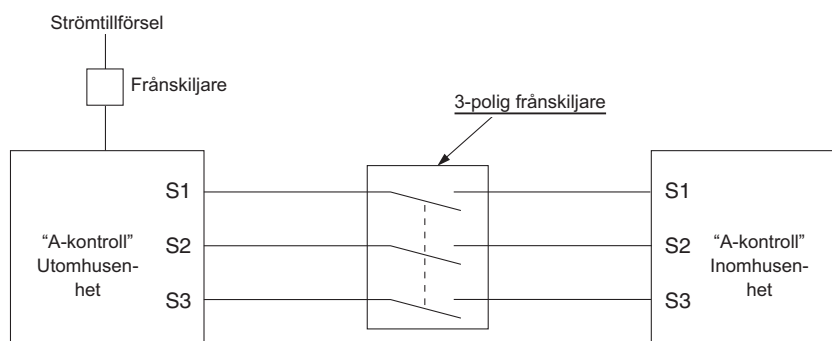 Strömtillförsel
Frånskiljare
3-polig frånskiljare
S1
S1
"A-kontroll"
Utomhusen-
het
S2
S2
"A-kontroll"
Inomhusen-
het
S3
S3